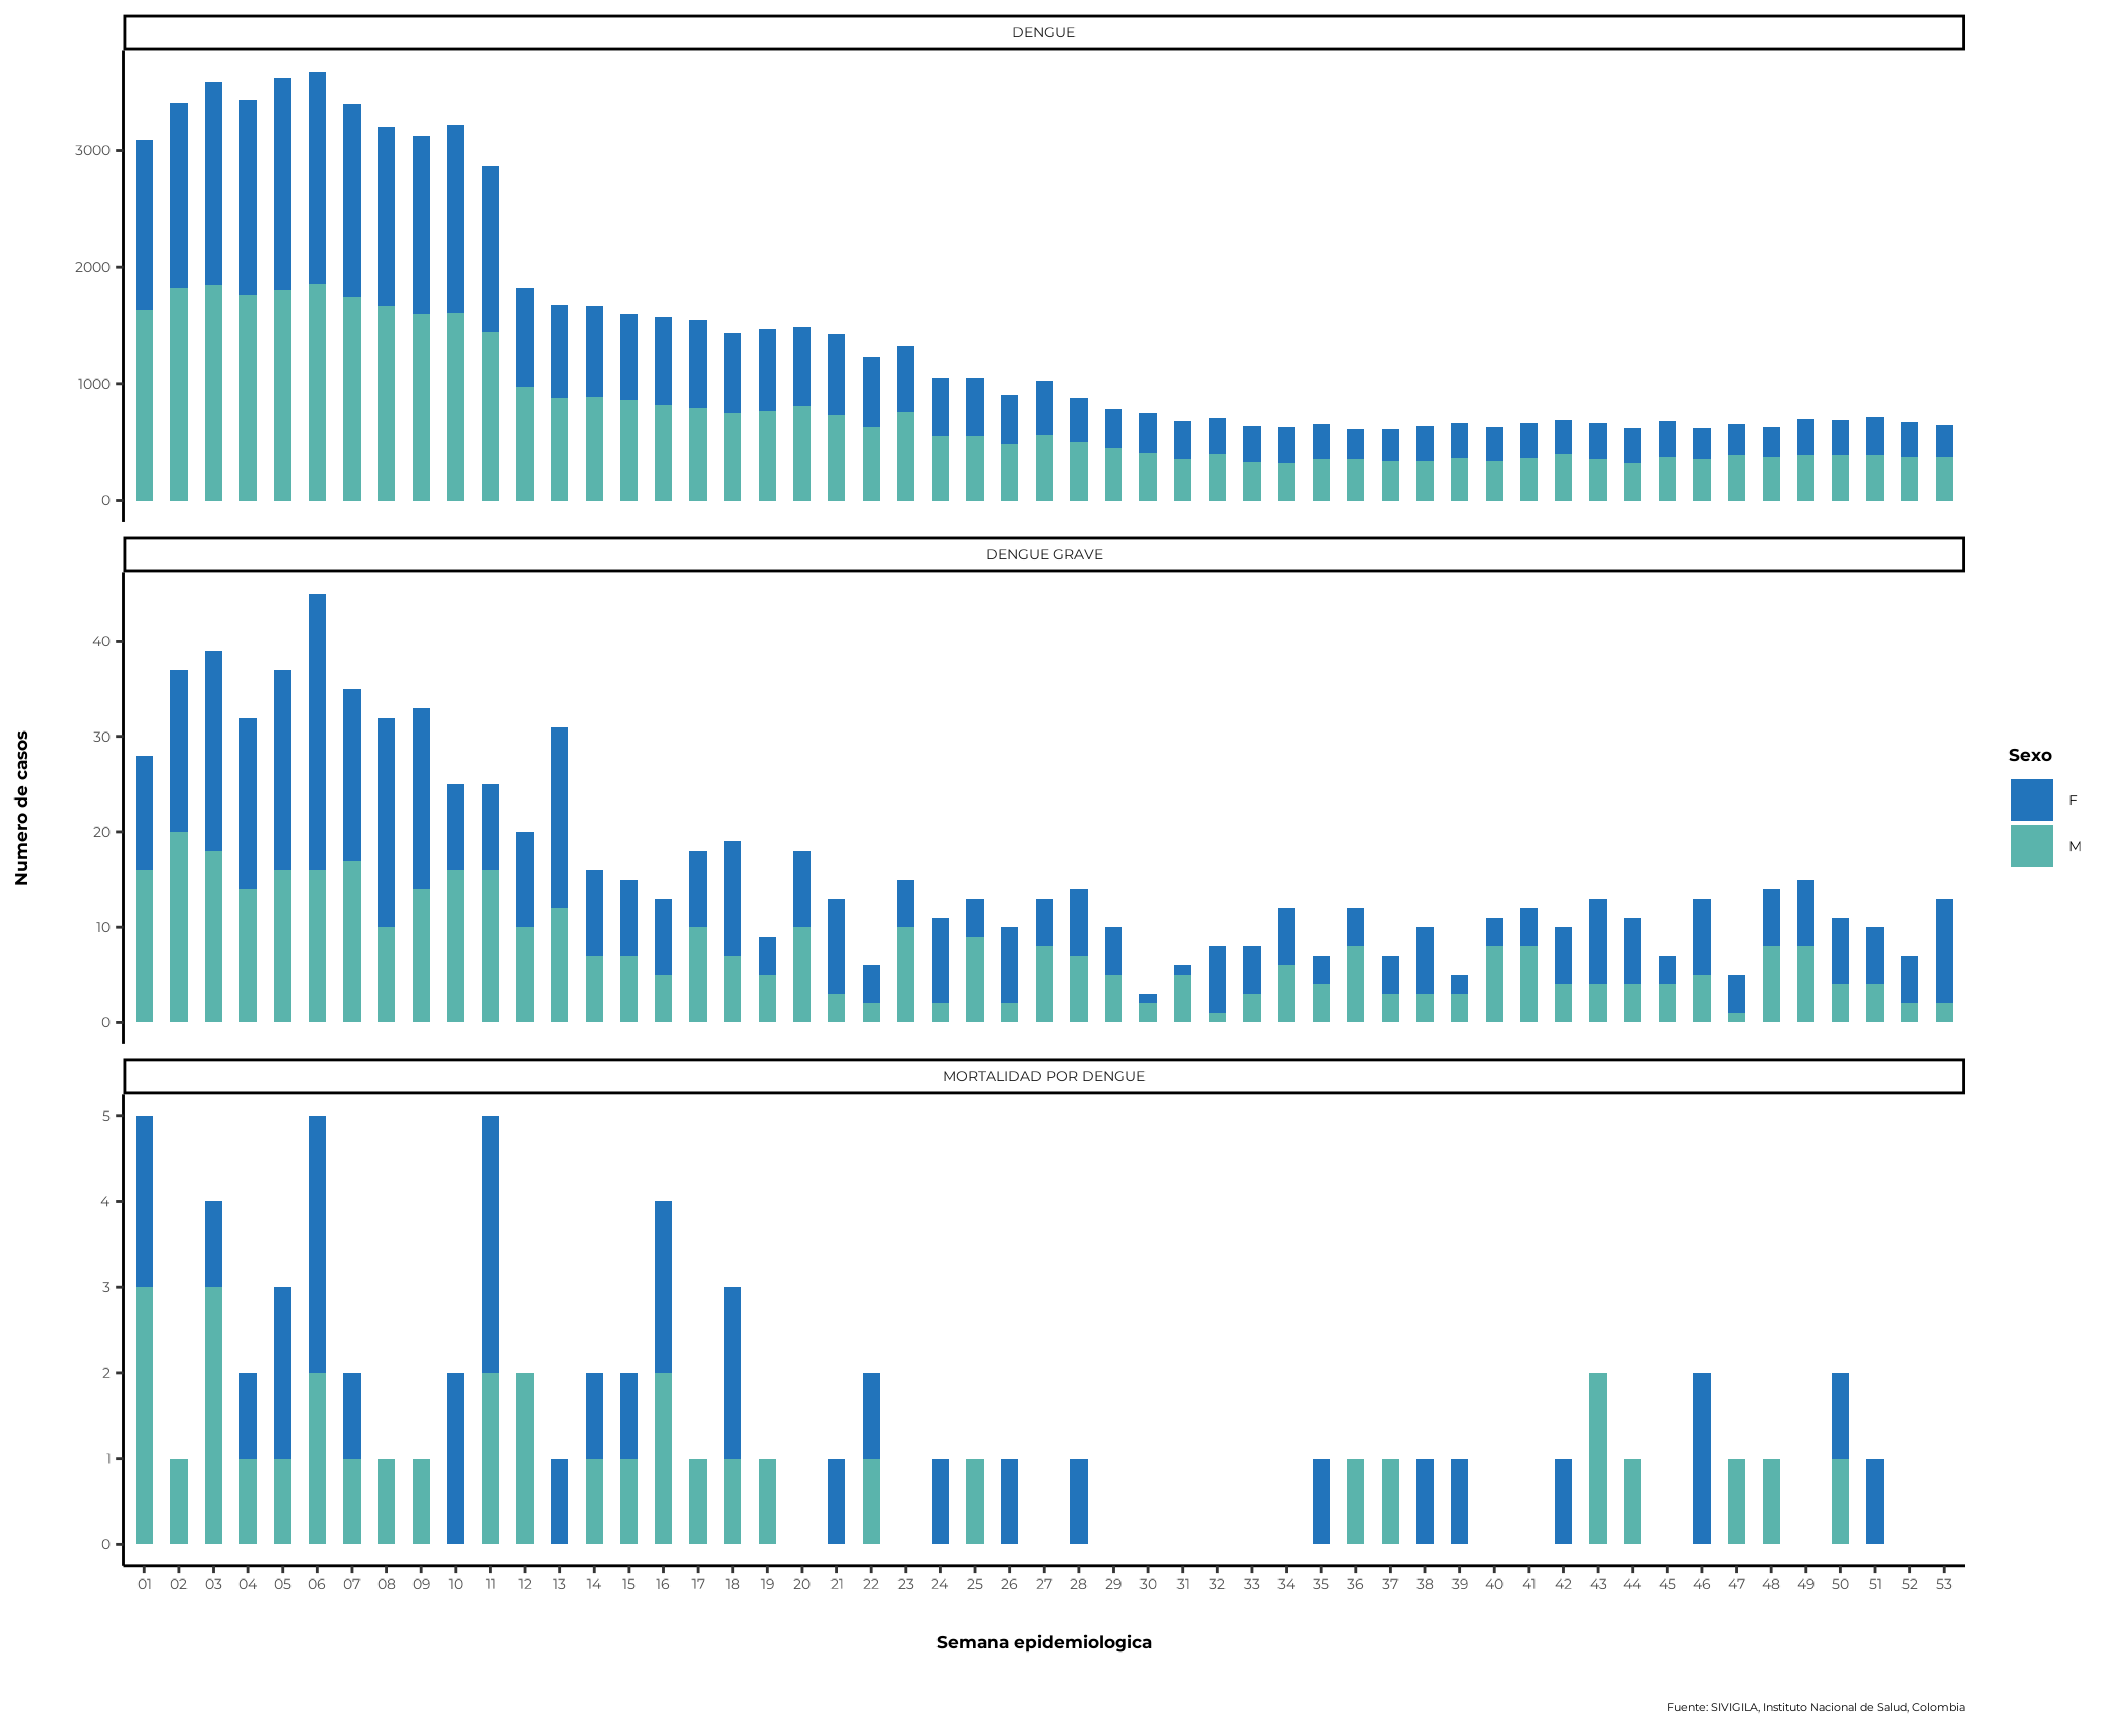 DENGUE
3000
2000
1000
0
DENGUE GRAVE
40
30
20
10
0
MORTALIDAD POR DENGUE
5
4
3
2
1
0
01 02 03 04 05 06 07 08 09 10 11 12 13 14 15 16 17 18 19 20 21 22 23 24 25 26 27 28 29 30 31 32 33 34 35 36 37 38 39 40 41 42 43 44 45 46 47 48 49 50 51 52 53
Semana epidemiologica
Numero de casos
Sexo
F
M
Fuente: SIVIGILA, Instituto Nacional de Salud, Colombia